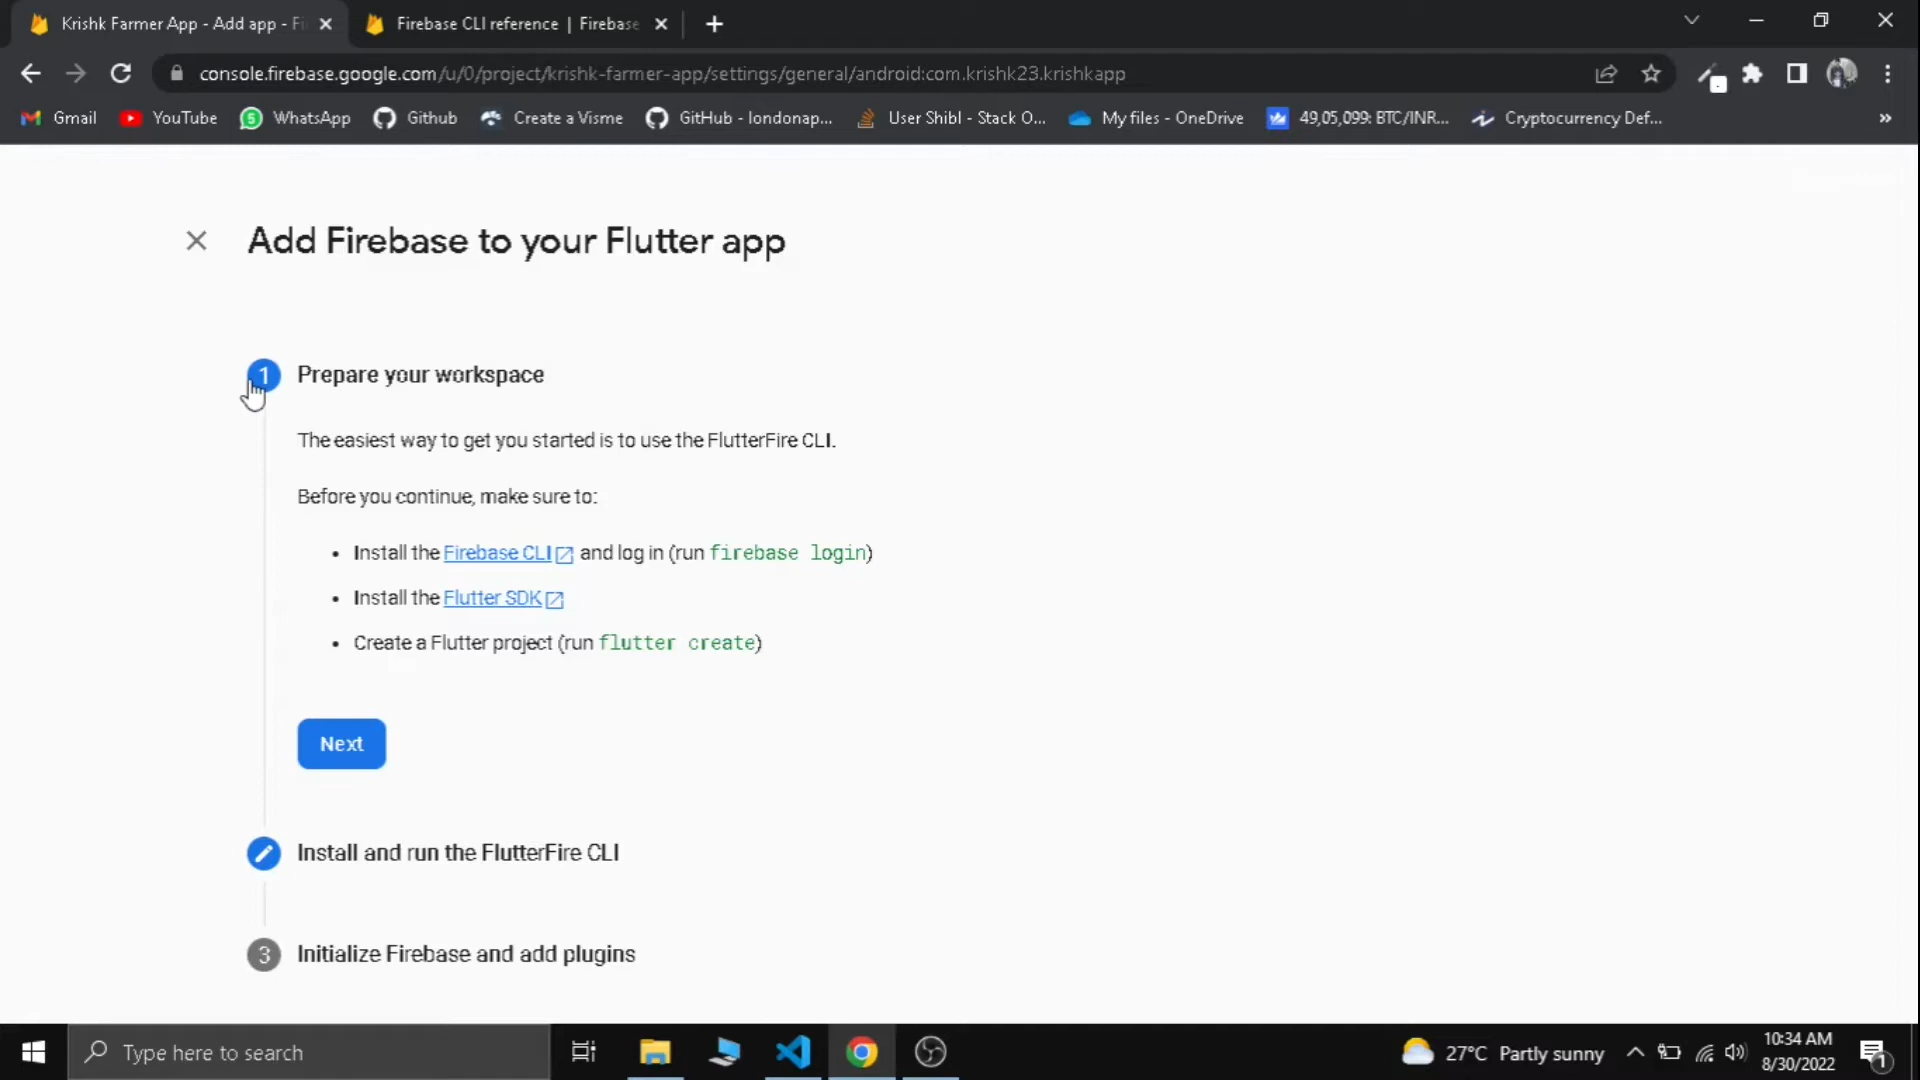 Krishk Farmer App - Add app - Fi
Firebase CLI reference | Firebase
console.firebase.google.com/u/0/project/krishk-farmer-app/settings/general/android:com.krishk23.krishkapp
Gmail YouTube WhatsApp Github Create a Visme GitHub - londonap... User Shibl - Stack O... My files - OneDrive 49,05,099: BTC/INR... Cryptocurrency Def... »
Add Firebase to your Flutter app
1 Prepare your workspace
The easiest way to get you started is to use the FlutterFire CLI.
Before you continue, make sure to:
• Install the Firebase CLI and log in (run firebase login)
• Install the Flutter SDK
• Create a Flutter project (run flutter create)
Next
Install and run the FlutterFire CLI
3 Initialize Firebase and add plugins
Type here to search
27°C Partly sunny
10:34 AM
8/30/2022
1